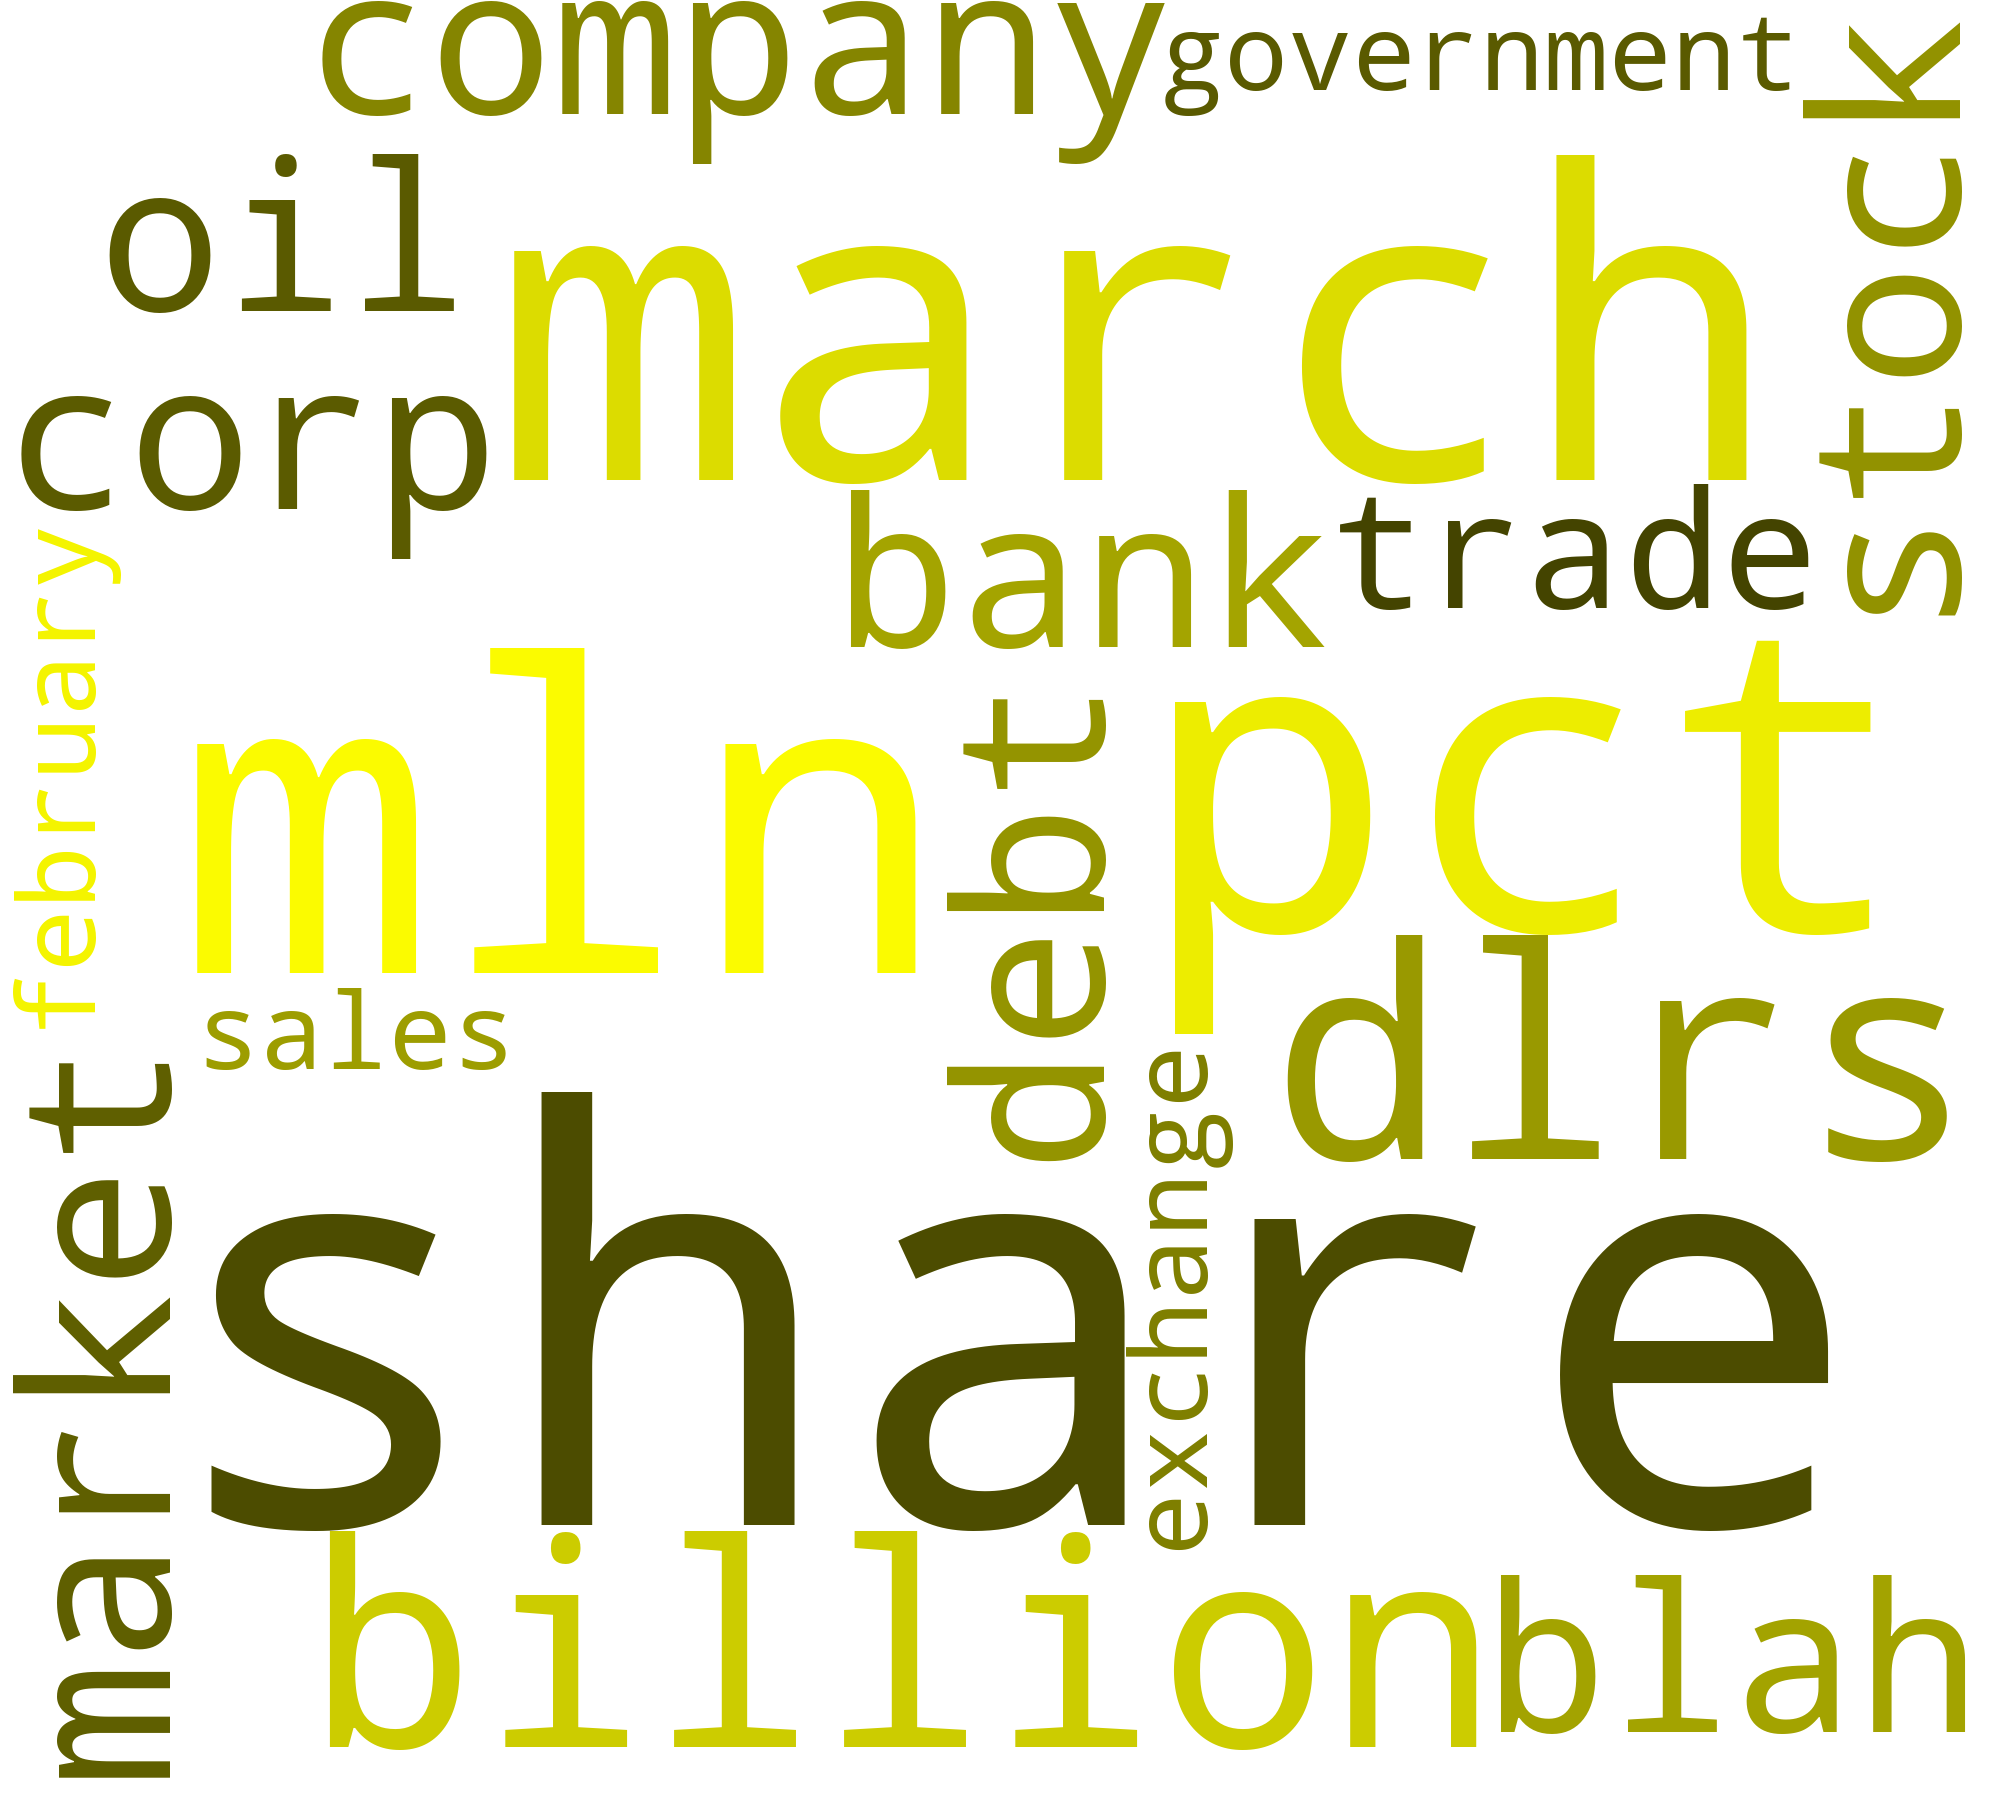 company
government
stock
oil
march
corp
bank
trade
february
mln
debt
pct
sales
dlrs
market
share
exchange
billion
blah